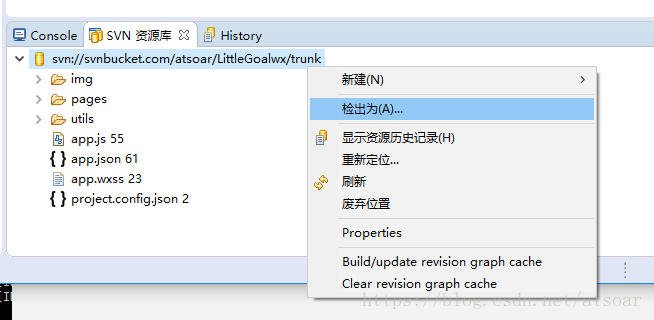 Console SVN 资源库 History
svn://svnbucket.com/atsoar/LittleGoalwx/trunk
img
pages
utils
app.js 55
app.json 61
app.wxss 23
project.config.json 2
新建(N)
检出为(A)...
显示资源历史记录(H)
重新定位...
刷新
废弃位置
Properties
Build/update revision graph cache
Clear revision graph cache
https://blog.csdn.net/atsoar